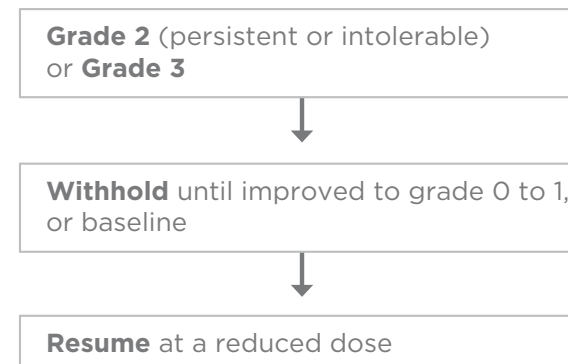 Grade 2 (persistent or intolerable)
or Grade 3
Withhold until improved to grade 0 to 1,
or baseline
Resume at a reduced dose